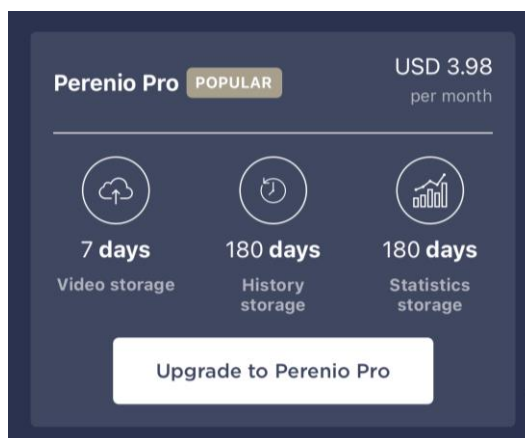 Perenio Pro POPULAR
USD 3.98
per month
7 days
Video storage
180 days
History
storage
180 days
Statistics
storage
Upgrade to Perenio Pro